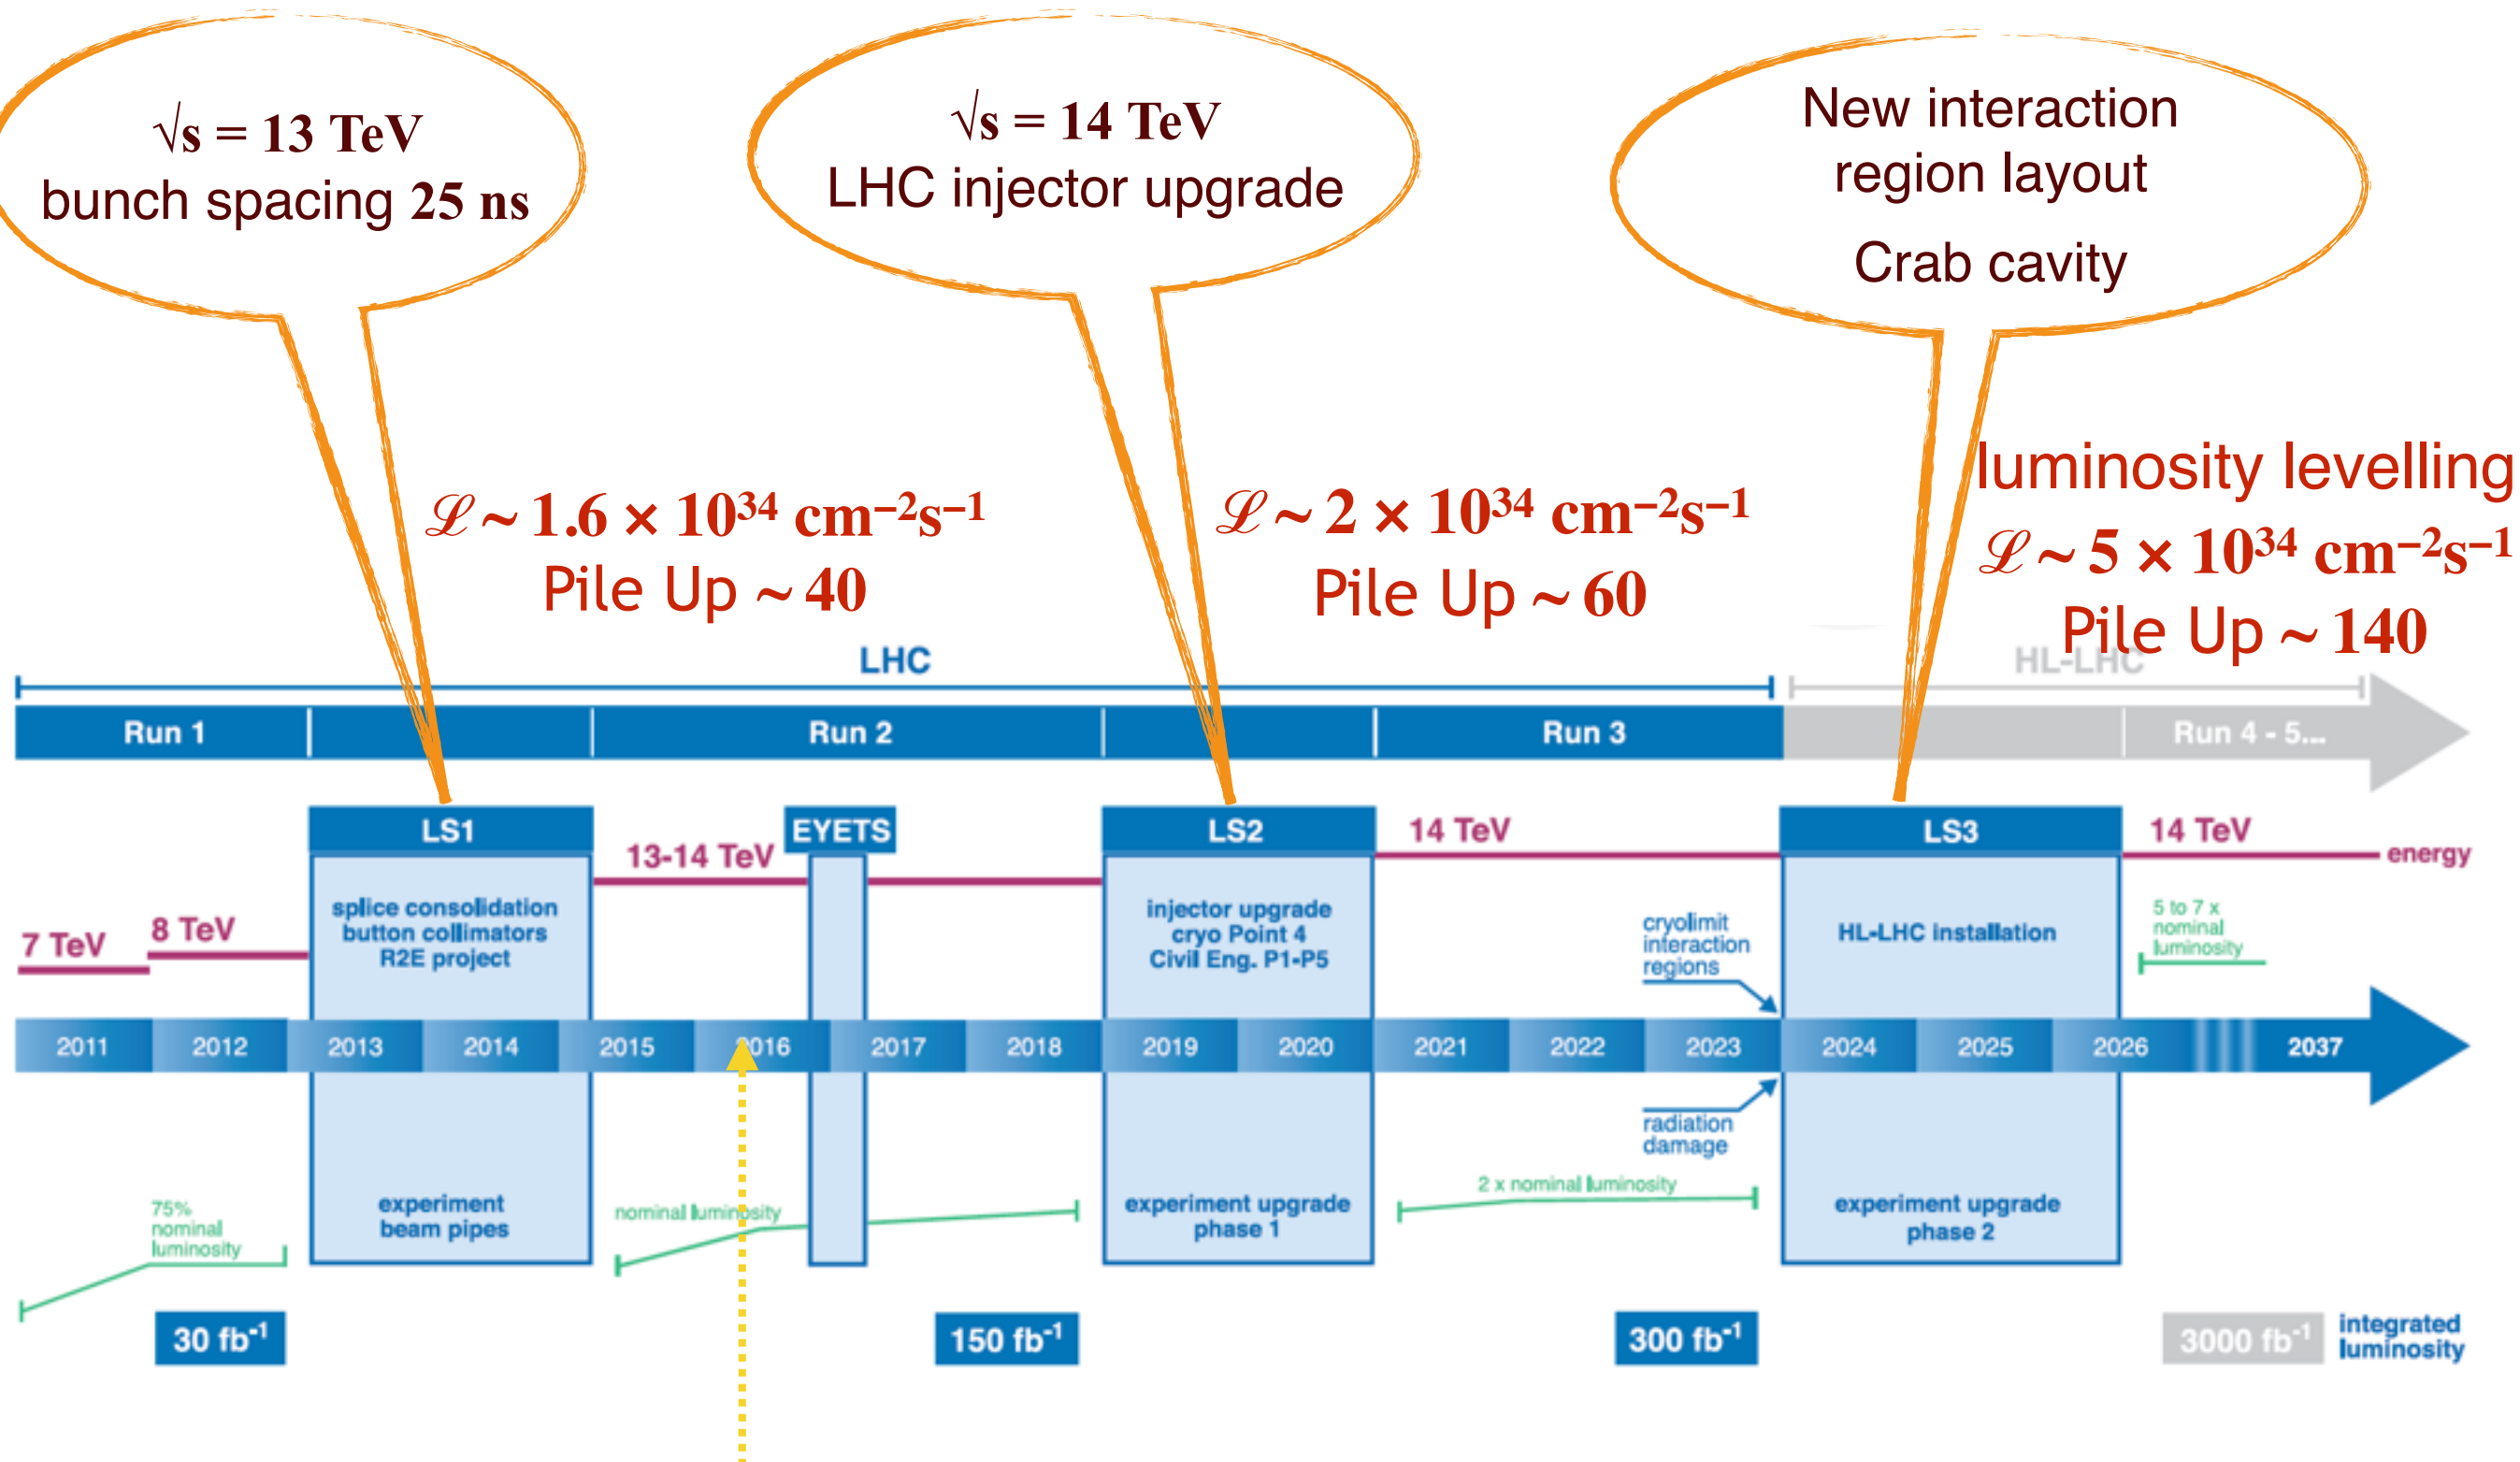 √s = 13 TeV
bunch spacing 25 ns
√s = 14 TeV
LHC injector upgrade
New interaction
region layout
Crab cavity
ℒ ~ 1.6 × 10³⁴ cm⁻²s⁻¹
Pile Up ~ 40
ℒ ~ 2 × 10³⁴ cm⁻²s⁻¹
Pile Up ~ 60
luminosity levelling
ℒ ~ 5 × 10³⁴ cm⁻²s⁻¹
Pile Up ~ 140
LHC
HL-LHC
Run 1
Run 2
Run 3
Run 4 - 5...
LS1
EYETS
LS2
LS3
7 TeV
8 TeV
13-14 TeV
14 TeV
14 TeV
energy
splice consolidation
button collimators
R2E project
injector upgrade
cryo Point 4
Civil Eng. P1-P5
cryolimit
interaction
regions
HL-LHC installation
5 to 7 x
nominal
luminosity
2011
2012
2013
2014
2015
2016
2017
2018
2019
2020
2021
2022
2023
2024
2025
2026
2037
radiation
damage
75%
nominal
luminosity
experiment
beam pipes
nominal luminosity
experiment upgrade
phase 1
2 x nominal luminosity
experiment upgrade
phase 2
30 fb⁻¹
150 fb⁻¹
300 fb⁻¹
3000 fb⁻¹
integrated
luminosity